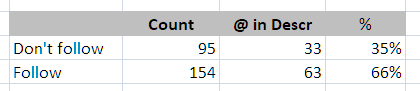 Count @ in Descr %
Don't follow 95 33 35%
Follow 154 63 66%